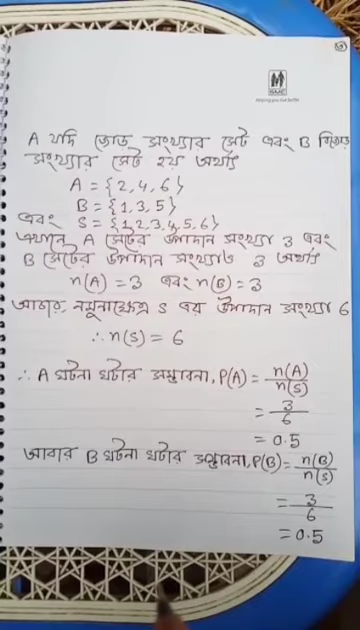 A যদি জোড় সংখ্যার সেট এবং B বিজোড়
সংখ্যার সেট হয় অর্থাৎ
A = {2, 4, 6}
B = {1, 3, 5}
এবং S = {1, 2, 3, 4, 5, 6}
এখানে A সেটের উপাদান সংখ্যা 3 এবং
B সেটের উপাদান সংখ্যাও 3 অর্থাৎ
n(A) = 3 এবং n(B) = 3
আবার, নমুনাক্ষেত্র S এর উপাদান সংখ্যা 6
∴ n(S) = 6
∴ A ঘটনা ঘটার সম্ভাবনা, P(A) = n(A)/n(S)
= 3/6
= 0.5
আবার B ঘটনা ঘটার সম্ভাবনা, P(B) = n(B)/n(S)
= 3/6
= 0.5